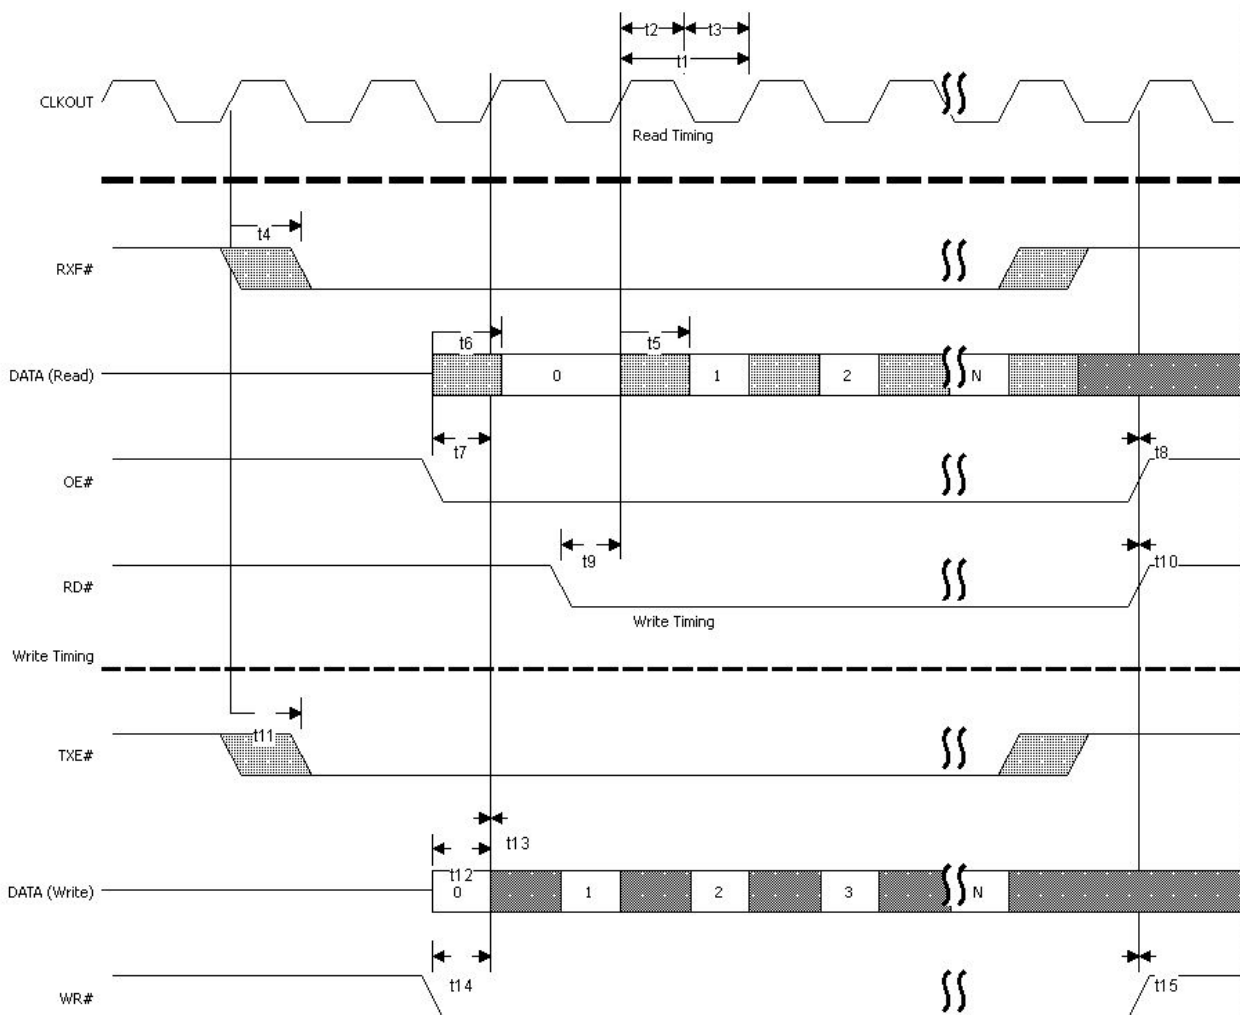 t2 t3
t1
CLKOUT
Read Timing
t4
RXF#
t6 t5
DATA (Read) 0 1 2 N
t7 t8
OE#
t9 t10
RD#
Write Timing
Write Timing
t11
TXE#
t13
t12
DATA (Write) 0 1 2 3 N
t14 t15
WR#